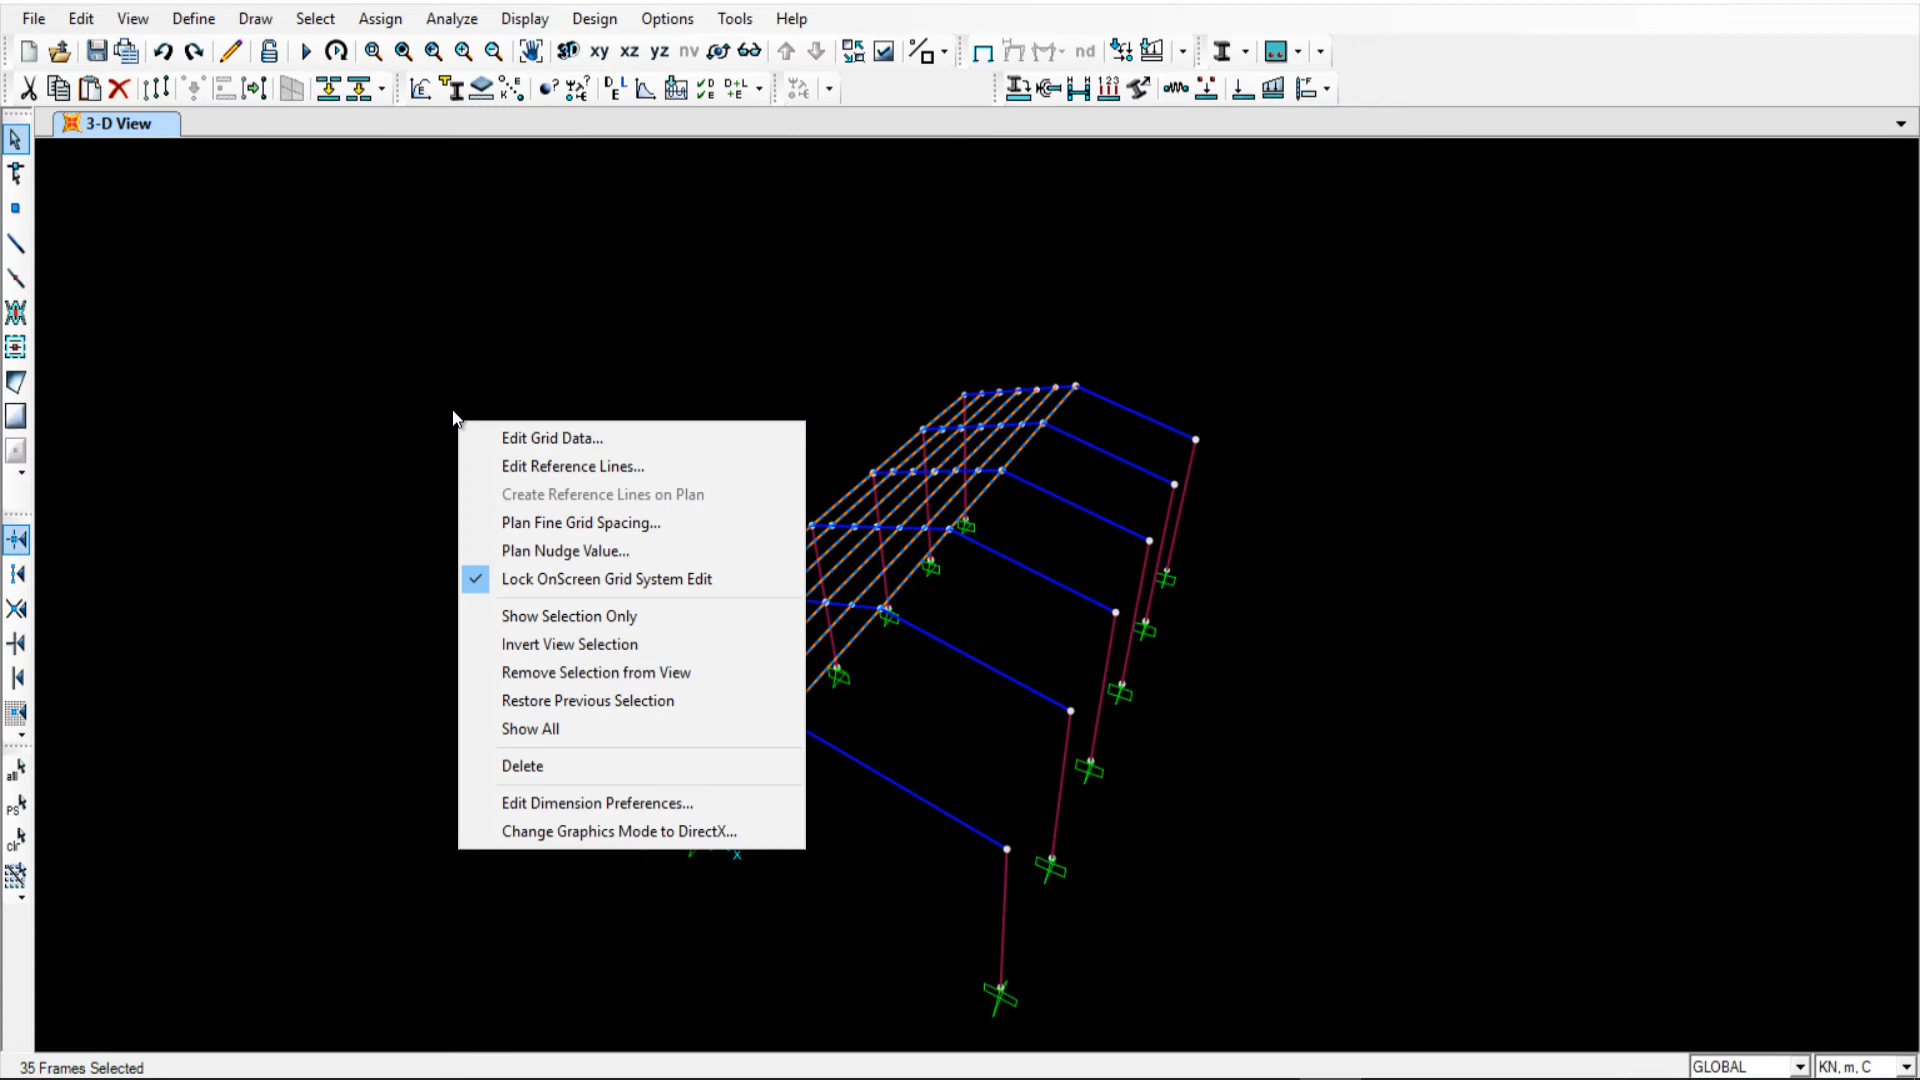 File Edit View Define Draw Select Assign Analyze Display Design Options Tools Help
xy xz yz nv nd
3-D View
Edit Grid Data...
Edit Reference Lines...
Create Reference Lines on Plan
Plan Fine Grid Spacing...
Plan Nudge Value...
Lock OnScreen Grid System Edit
Show Selection Only
Invert View Selection
Remove Selection from View
Restore Previous Selection
Show All
Delete
Edit Dimension Preferences...
Change Graphics Mode to DirectX...
X
all
PS
clr
35 Frames Selected
GLOBAL
KN, m, C